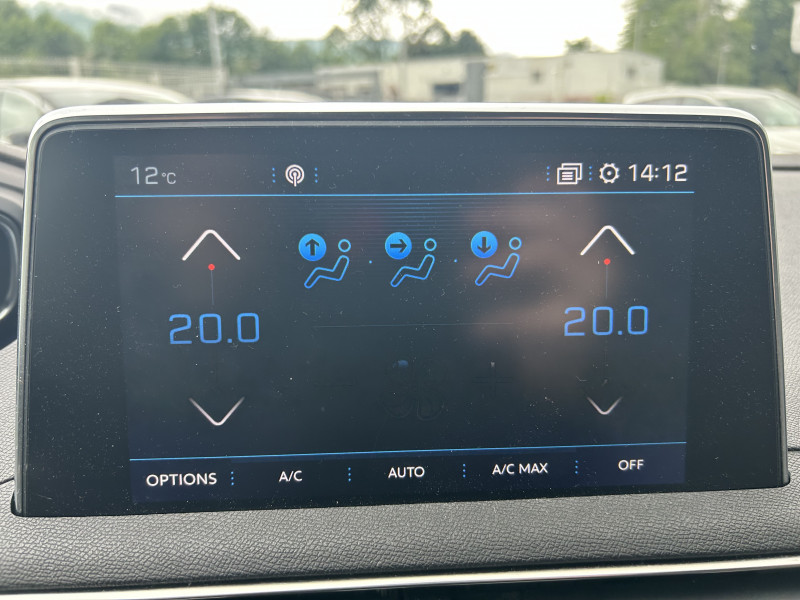 12°C 14:12
20.0 20.0
OPTIONS A/C AUTO A/C MAX OFF